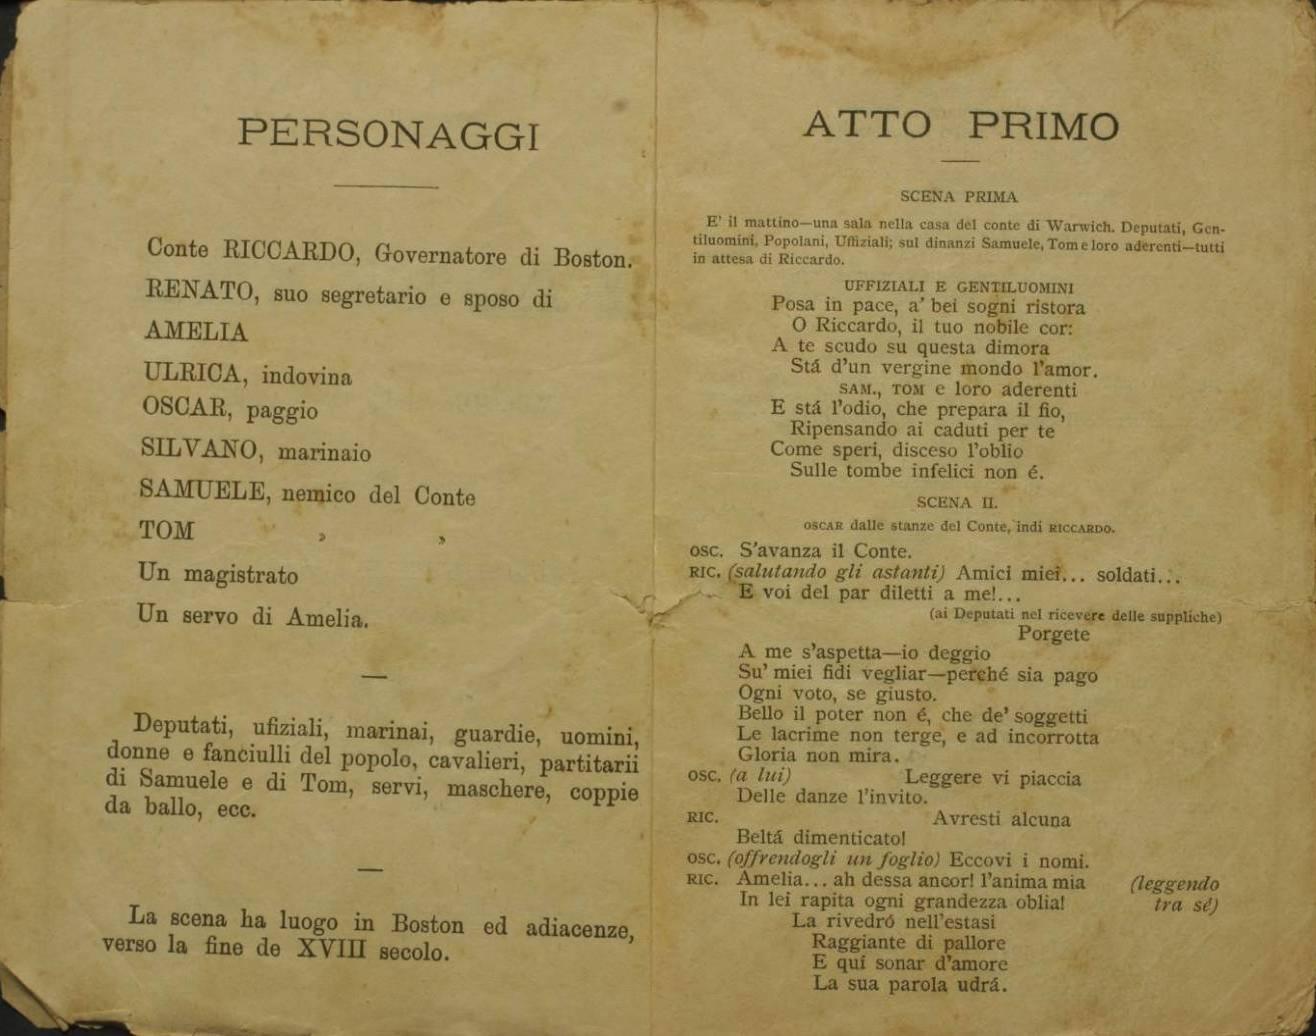 PERSONAGGI
Conte RICCARDO, Governatore di Boston.
RENATO, suo segretario e sposo di
AMELIA
ULRICA, indovina
OSCAR, paggio
SILVANO, marinaio
SAMUELE, nemico del Conte
TOM » »
Un magistrato
Un servo di Amelia.
Deputati, ufiziali, marinai, guardie, uomini,
donne e fanciulli del popolo, cavalieri, partitarii
di Samuele e di Tom, servi, maschere, coppie
da ballo, ecc.
La scena ha luogo in Boston ed adiacenze,
verso la fine de XVIII secolo.
ATTO PRIMO
SCENA PRIMA
E' il mattino—una sala nella casa del conte di Warwich. Deputati, Gen-
tiluomini, Popolani, Uffiziali; sul dinanzi Samuele, Tom e loro aderenti—tutti
in attesa di Riccardo.
UFFIZIALI E GENTILUOMINI
Posa in pace, a' bei sogni ristora
O Riccardo, il tuo nobile cor:
A te scudo su questa dimora
Stá d'un vergine mondo l'amor.
SAM., TOM e loro aderenti
E stá l'odio, che prepara il fio,
Ripensando ai caduti per te
Come speri, disceso l'oblio
Sulle tombe infelici non é.
SCENA II.
OSCAR dalle stanze del Conte, indi RICCARDO.
OSC. S'avanza il Conte.
RIC. (salutando gli astanti) Amici miei... soldati...
E voi del par diletti a me!...
(ai Deputati nel ricevere delle suppliche)
Porgete
A me s'aspetta—io deggio
Su' miei fidi vegliar—perché sia pago
Ogni voto, se giusto.
Bello il poter non é, che de' soggetti
Le lacrime non terge, e ad incorrotta
Gloria non mira.
OSC. (a lui) Leggere vi piaccia
Delle danze l'invito.
RIC. Avresti alcuna
Beltá dimenticato!
OSC. (offrendogli un foglio) Eccovi i nomi.
RIC. Amelia... ah dessa ancor! l'anima mia (leggendo
In lei rapita ogni grandezza oblia! tra sé)
La rivedró nell'estasi
Raggiante di pallore
E quí sonar d'amore
La sua parola udrá.